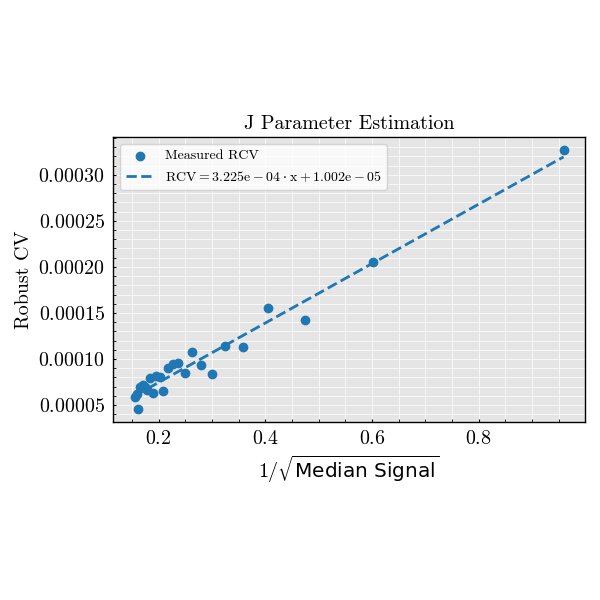 J Parameter Estimation
Measured RCV
RCV = 3.225e − 04 · x + 1.002e − 05
Robust CV
0.00030
0.00025
0.00020
0.00015
0.00010
0.00005
0.2 0.4 0.6 0.8
1/√Median Signal